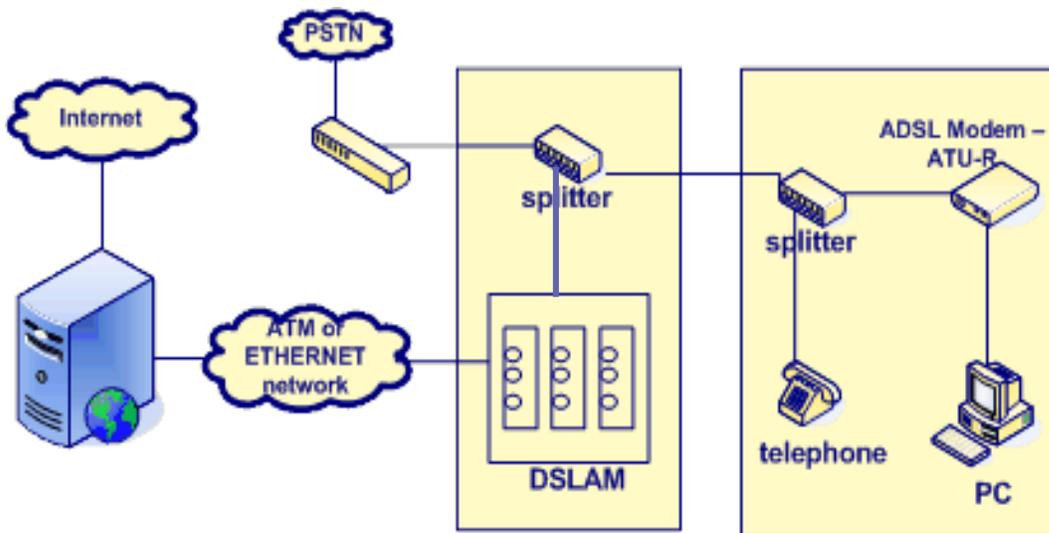 PSTN
Internet
splitter
ATM or
ETHERNET
network
DSLAM
ADSL Modem –
ATU-R
splitter
telephone
PC